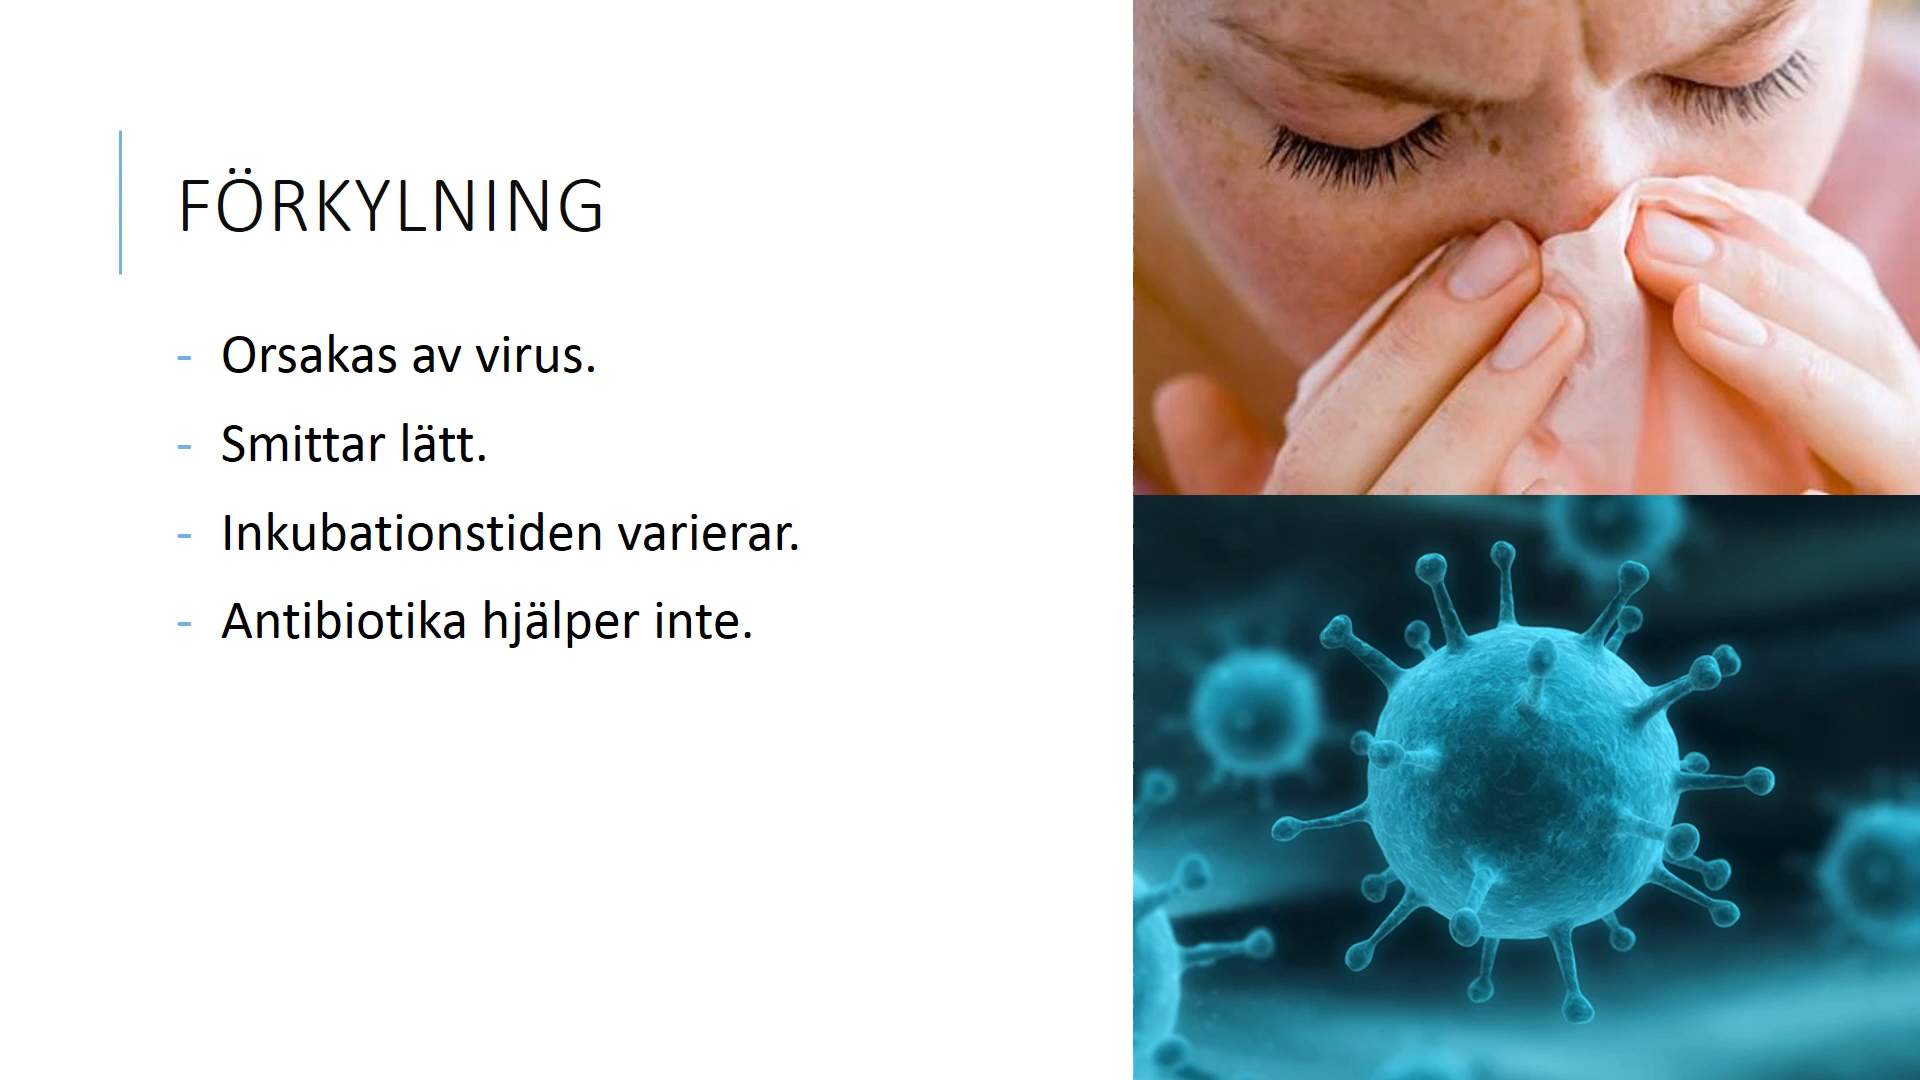 FÖRKYLNING
- Orsakas av virus.
- Smittar lätt.
- Inkubationstiden varierar.
- Antibiotika hjälper inte.